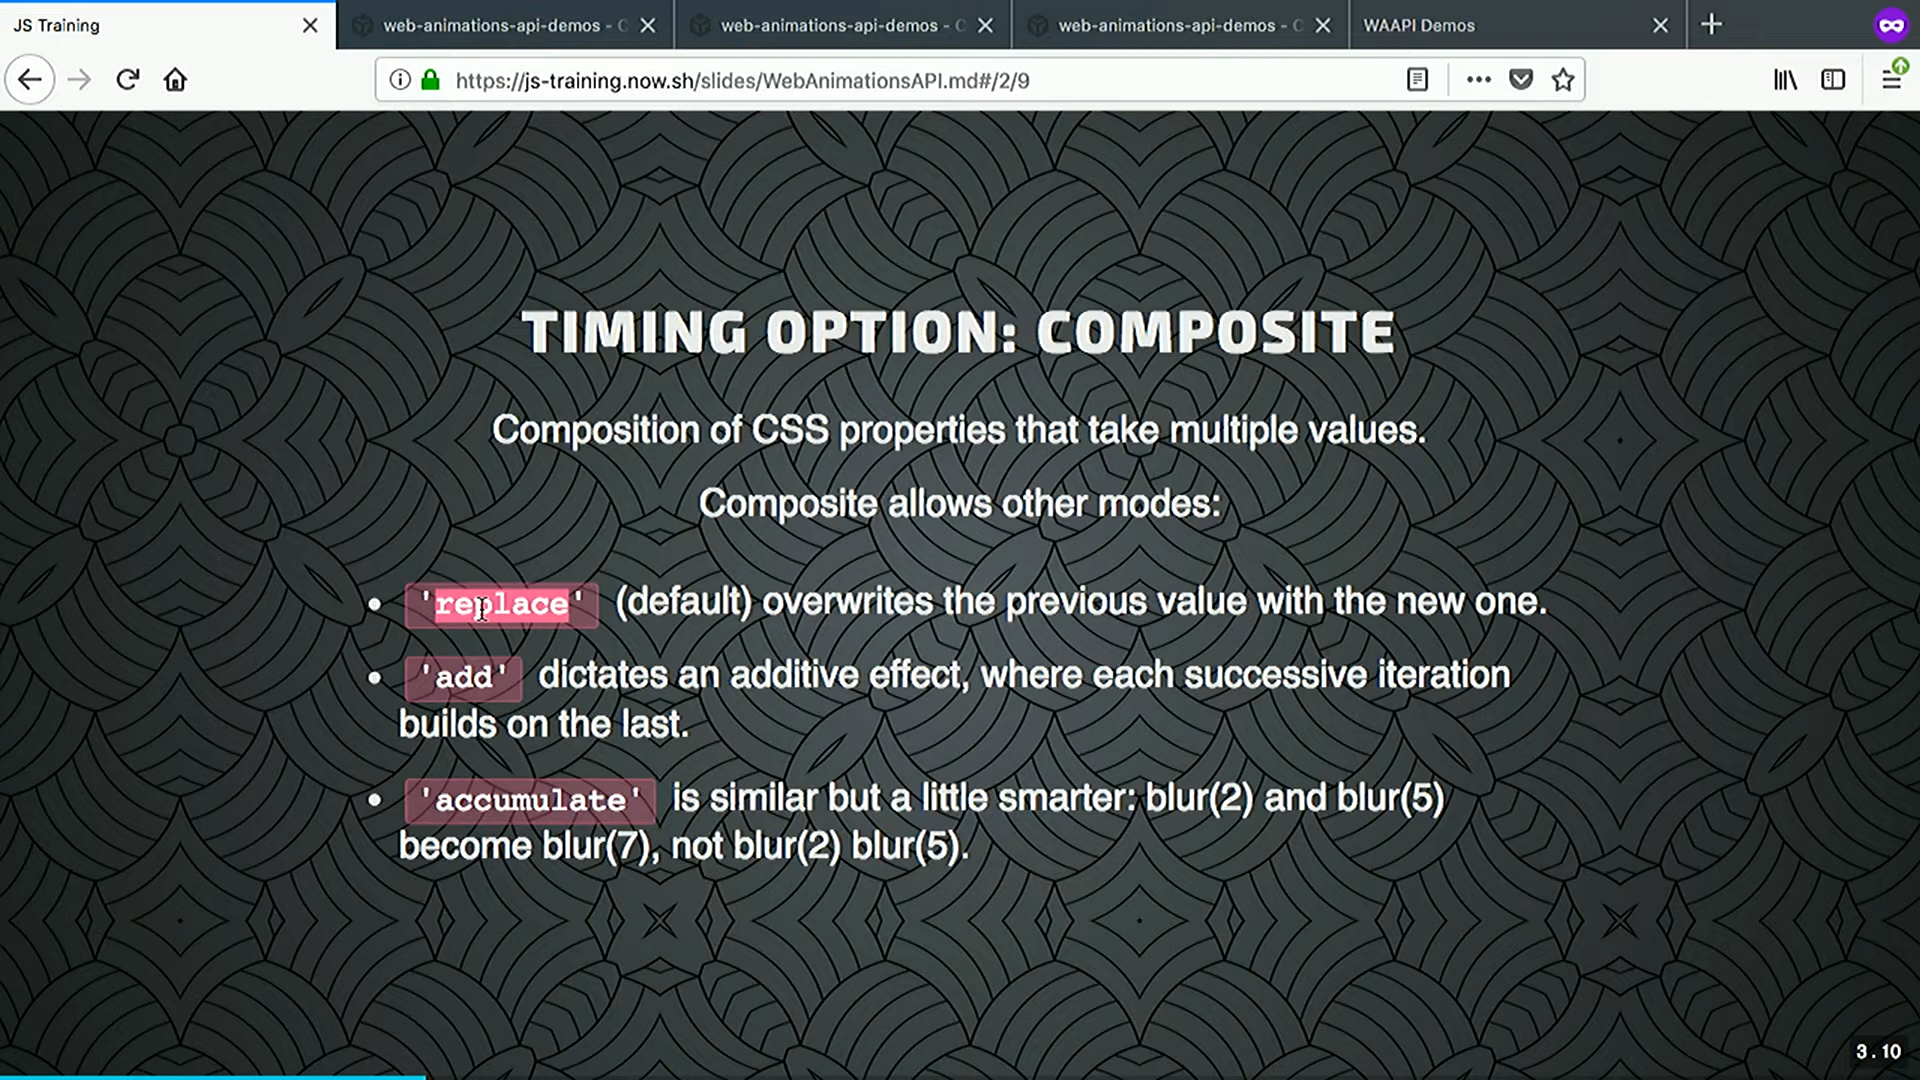 JS Training
web-animations-api-demos - C
web-animations-api-demos - C
web-animations-api-demos - C
WAAPI Demos
https://js-training.now.sh/slides/WebAnimationsAPI.md#/2/9
TIMING OPTION: COMPOSITE
Composition of CSS properties that take multiple values.
Composite allows other modes:
'replace' (default) overwrites the previous value with the new one.
'add' dictates an additive effect, where each successive iteration
builds on the last.
'accumulate' is similar but a little smarter: blur(2) and blur(5)
become blur(7), not blur(2) blur(5).
3.10